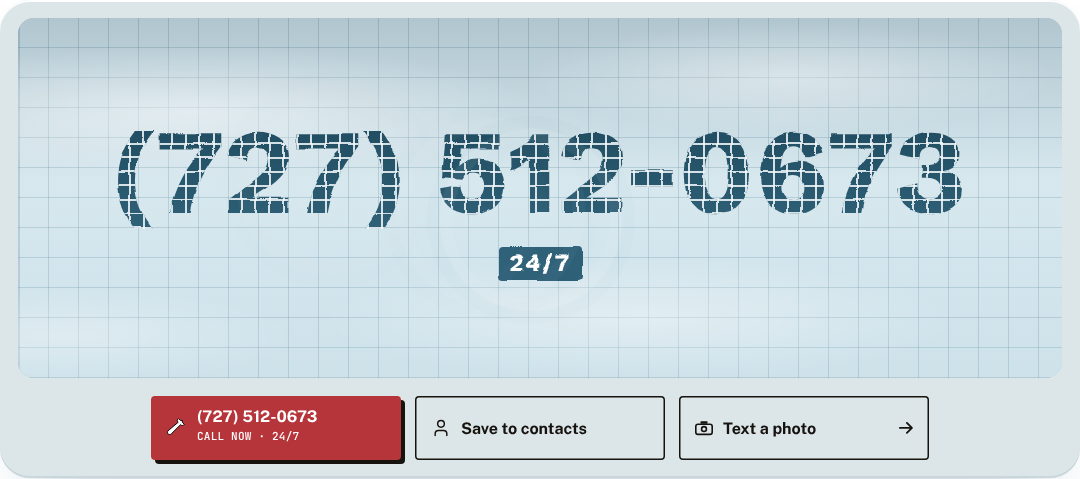 (727) 512-0673
24/7
(727) 512-0673
CALL NOW · 24/7
Save to contacts
Text a photo